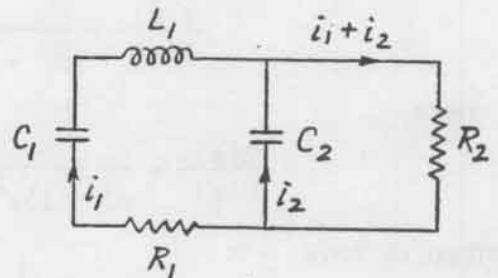 L₁
i₁ + i₂
C₁
C₂
R₂
i₁
i₂
R₁